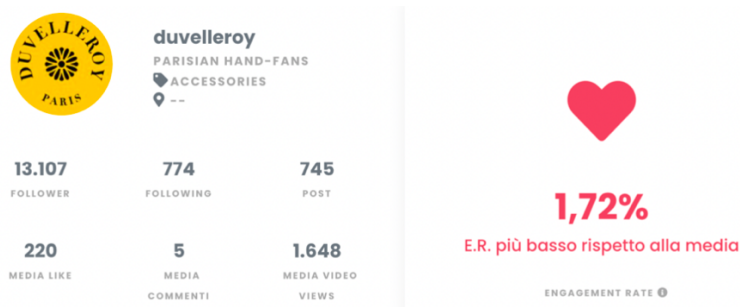 DUVELLEROY
PARIS
duvelleroy
PARISIAN HAND-FANS
ACCESSORIES
--
13.107
FOLLOWER
774
FOLLOWING
745
POST
220
MEDIA LIKE
5
MEDIA
COMMENTI
1.648
MEDIA VIDEO
VIEWS
1,72%
E.R. più basso rispetto alla media
ENGAGEMENT RATE